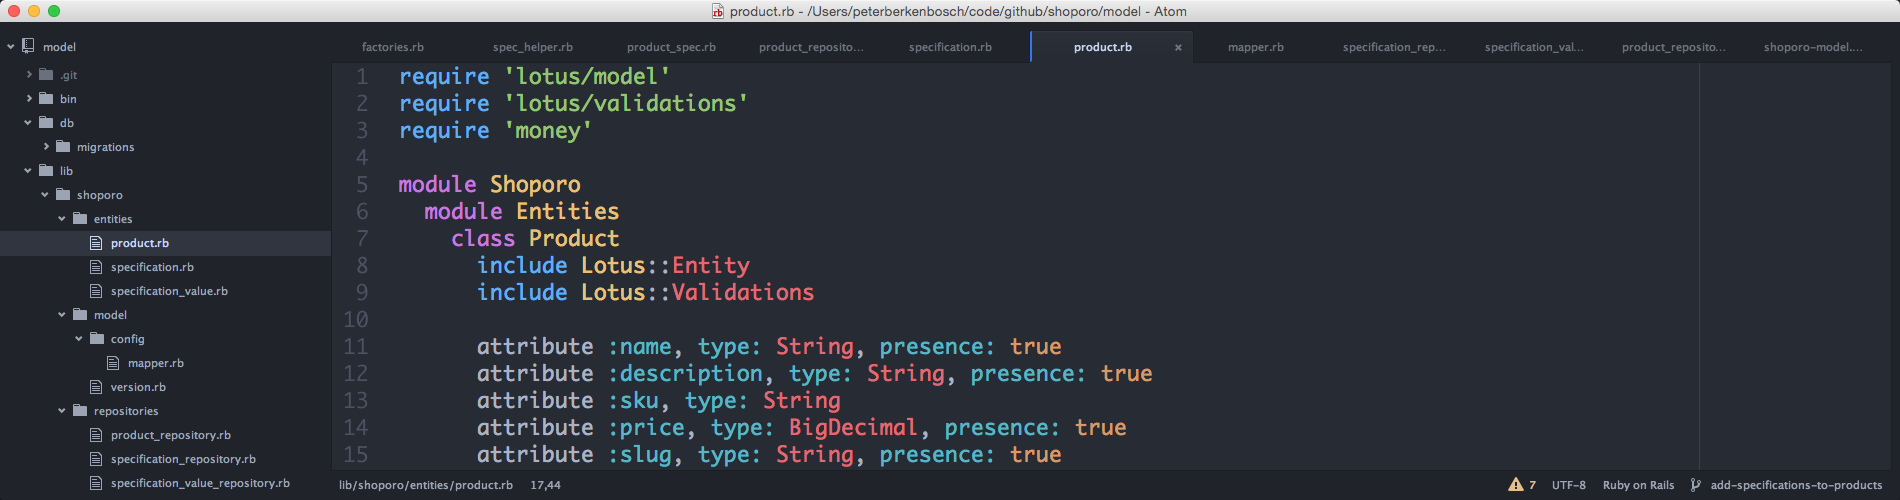 product.rb - /Users/peterberkenbosch/code/github/shoporo/model - Atom
model
.git
bin
db
migrations
lib
shoporo
entities
product.rb
specification.rb
specification_value.rb
model
config
mapper.rb
version.rb
repositories
product_repository.rb
specification_repository.rb
specification_value_repository.rb
factories.rb spec_helper.rb product_spec.rb product_reposito... specification.rb product.rb × mapper.rb specification_rep... specification_val... product_reposito... shoporo-model....
1 require 'lotus/model'
2 require 'lotus/validations'
3 require 'money'
4
5 module Shoporo
6 module Entities
7 class Product
8 include Lotus::Entity
9 include Lotus::Validations
10
11 attribute :name, type: String, presence: true
12 attribute :description, type: String, presence: true
13 attribute :sku, type: String
14 attribute :price, type: BigDecimal, presence: true
15 attribute :slug, type: String, presence: true
lib/shoporo/entities/product.rb 17,44 7 UTF-8 Ruby on Rails add-specifications-to-products